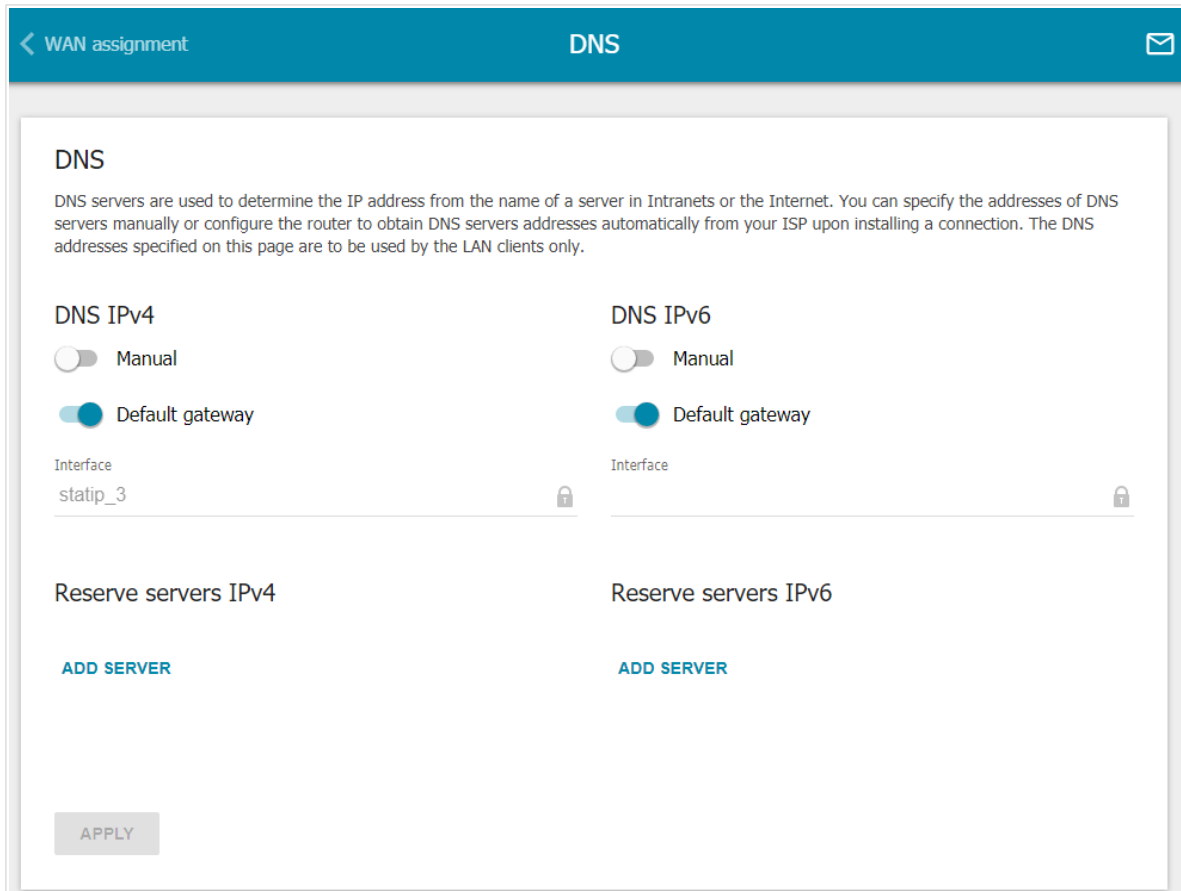 WAN assignment
DNS
DNS
DNS servers are used to determine the IP address from the name of a server in Intranets or the Internet. You can specify the addresses of DNS
servers manually or configure the router to obtain DNS servers addresses automatically from your ISP upon installing a connection. The DNS
addresses specified on this page are to be used by the LAN clients only.
DNS IPv4
Manual
Default gateway
Interface
statip_3
Reserve servers IPv4
ADD SERVER
DNS IPv6
Manual
Default gateway
Interface
Reserve servers IPv6
ADD SERVER
APPLY